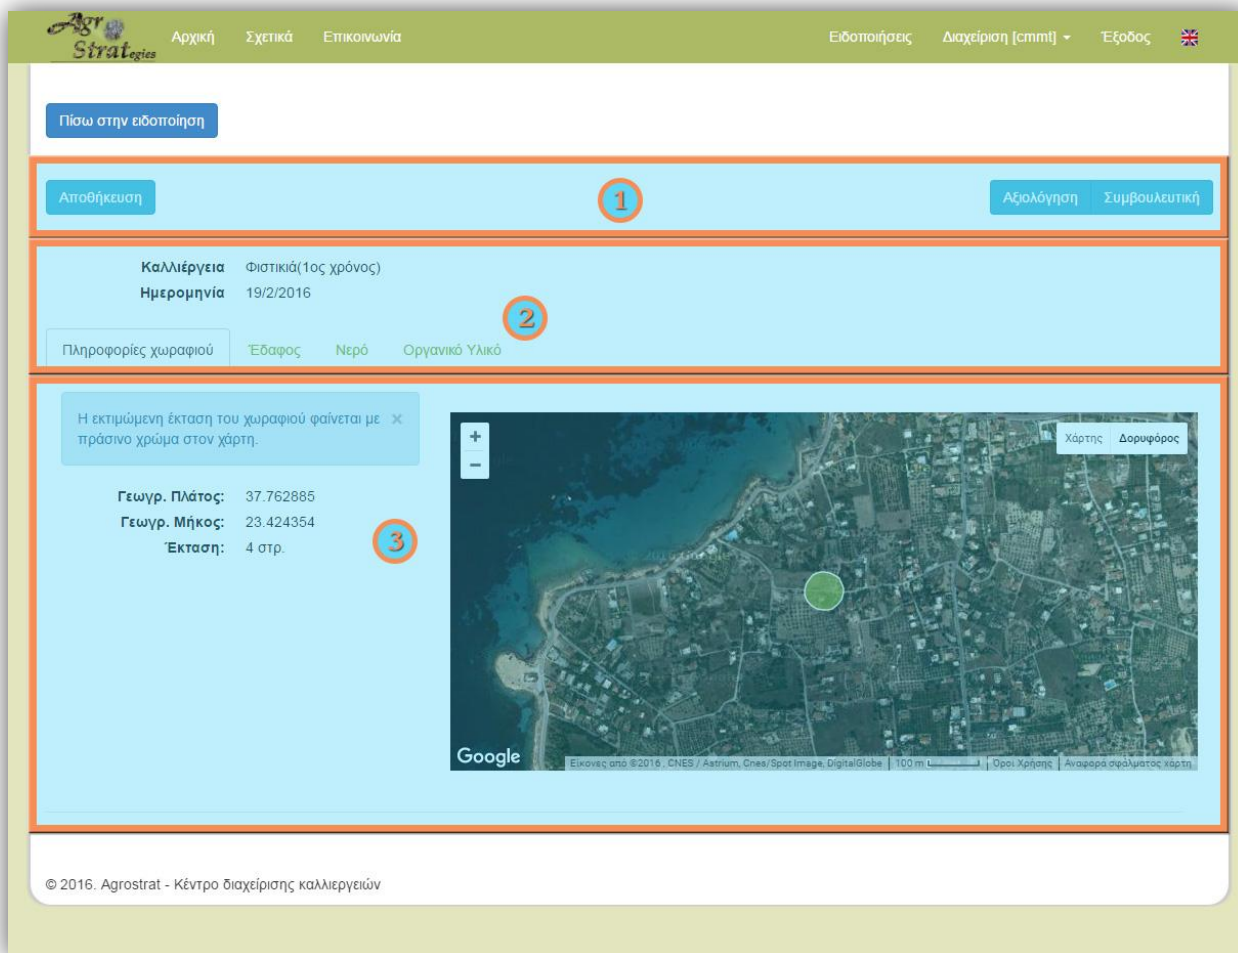 Agr
Strategies
Αρχική Σχετικά Επικοινωνία Ειδοποιήσεις Διαχείριση [cmmt] Έξοδος
Πίσω στην ειδοποίηση
Αποθήκευση 1 Αξιολόγηση Συμβουλευτική
Καλλιέργεια Φιστικιά(1ος χρόνος)
Ημερομηνία 19/2/2016
2
Πληροφορίες χωραφιού Έδαφος Νερό Οργανικό Υλικό
Η εκτιμώμενη έκταση του χωραφιού φαίνεται με ×
πράσινο χρώμα στον χάρτη.
Γεωγρ. Πλάτος: 37.762885
Γεωγρ. Μήκος: 23.424354
Έκταση: 4 στρ.
3
+
−
Χάρτης Δορυφόρος
Google
Εικόνες από ©2016 , CNES / Astrium, Cnes/Spot Image, DigitalGlobe 100 m Όροι Χρήσης Αναφορά σφάλματος χάρτη
© 2016. Agrostrat - Κέντρο διαχείρισης καλλιεργειών